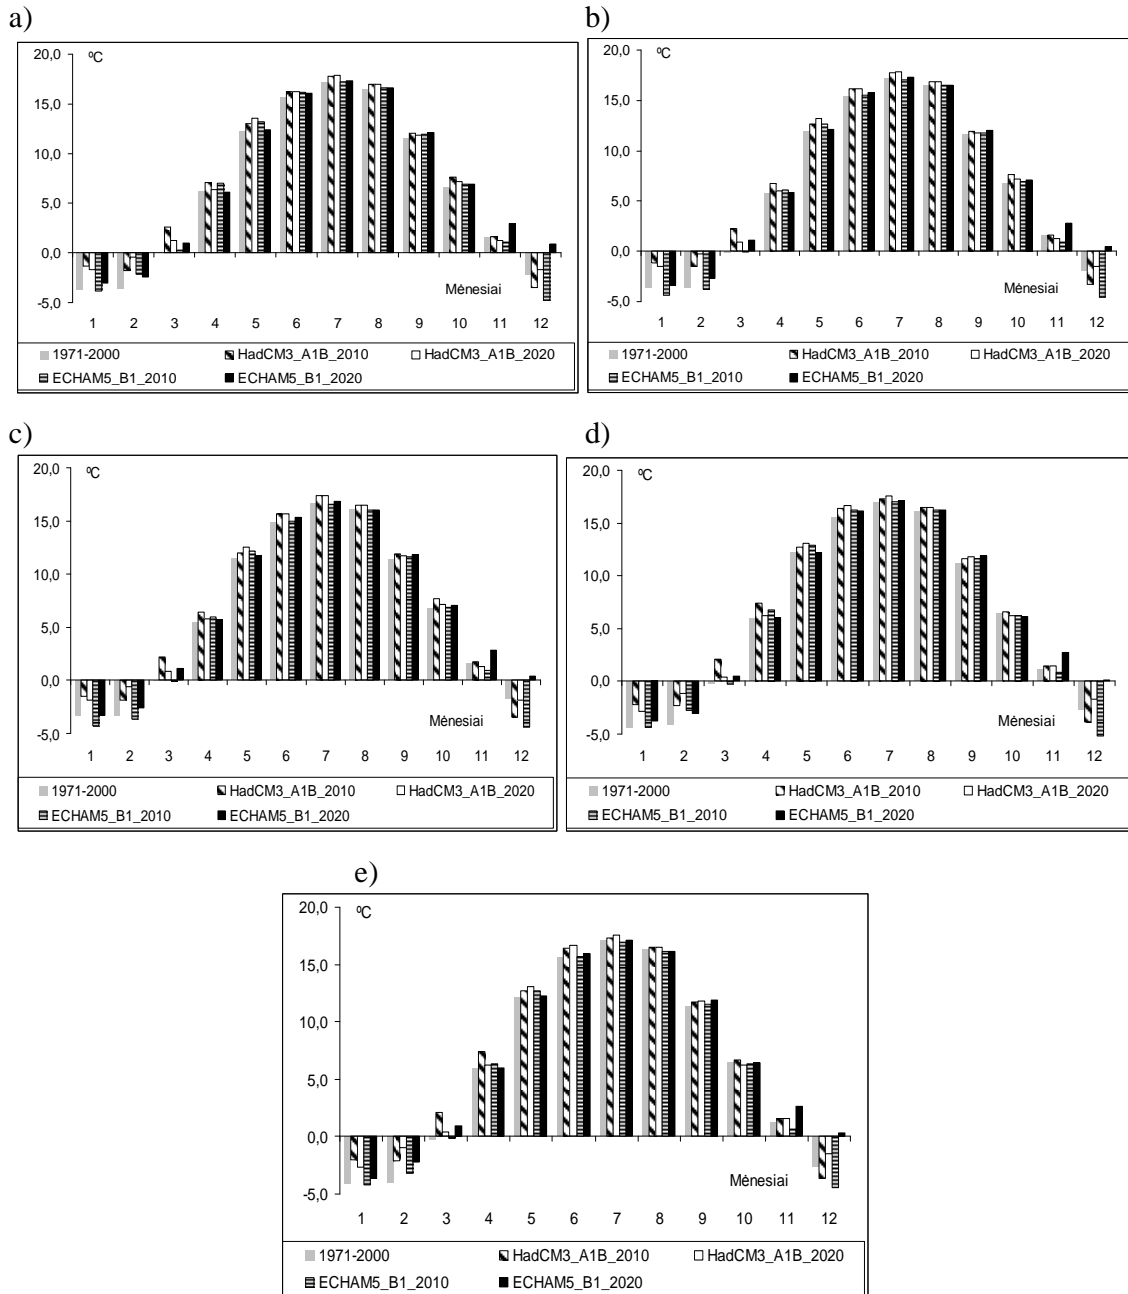 a)
ºC
20,0
15,0
10,0
5,0
0,0
-5,0
Mėnesiai
1 2 3 4 5 6 7 8 9 10 11 12
1971-2000 HadCM3_A1B_2010 HadCM3_A1B_2020
ECHAM5_B1_2010 ECHAM5_B1_2020
b)
ºC
20,0
15,0
10,0
5,0
0,0
-5,0
Mėnesiai
1 2 3 4 5 6 7 8 9 10 11 12
1971-2000 HadCM3_A1B_2010 HadCM3_A1B_2020
ECHAM5_B1_2010 ECHAM5_B1_2020
c)
ºC
20,0
15,0
10,0
5,0
0,0
-5,0
Mėnesiai
1 2 3 4 5 6 7 8 9 10 11 12
1971-2000 HadCM3_A1B_2010 HadCM3_A1B_2020
ECHAM5_B1_2010 ECHAM5_B1_2020
d)
ºC
20,0
15,0
10,0
5,0
0,0
-5,0
Mėnesiai
1 2 3 4 5 6 7 8 9 10 11 12
1971-2000 HadCM3_A1B_2010 HadCM3_A1B_2020
ECHAM5_B1_2010 ECHAM5_B1_2020
e)
ºC
20,0
15,0
10,0
5,0
0,0
-5,0
Mėnesiai
1 2 3 4 5 6 7 8 9 10 11 12
1971-2000 HadCM3_A1B_2010 HadCM3_A1B_2020
ECHAM5_B1_2010 ECHAM5_B1_2020